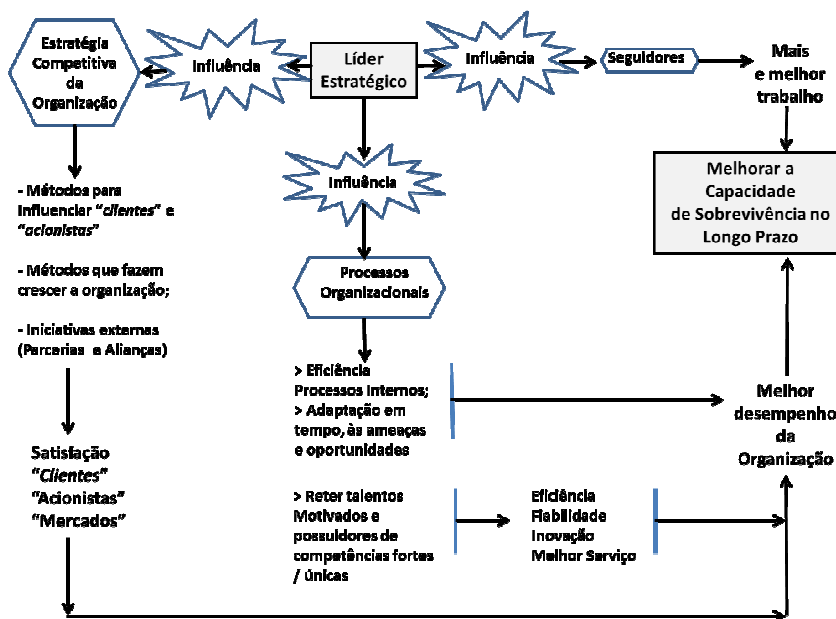 Estratégia
Competitiva
da
Organização
Influência
Líder
Estratégico
Influência
Seguidores
Mais
e melhor
trabalho
- Métodos para
Influenciar “clientes” e
“acionistas”
- Métodos que fazem
crescer a organização;
- Iniciativas externas
(Parcerias e Alianças)
Satisfação
“Clientes”
“Acionistas”
“Mercados”
Influência
Processos
Organizacionais
> Eficiência
Processos Internos;
> Adaptação em
tempo, às ameaças
e oportunidades
> Reter talentos
Motivados e
possuidores de
competências fortes
/ únicas
Eficiência
Fiabilidade
Inovação
Melhor Serviço
Melhorar a
Capacidade
de Sobrevivência no
Longo Prazo
Melhor
desempenho
da
Organização